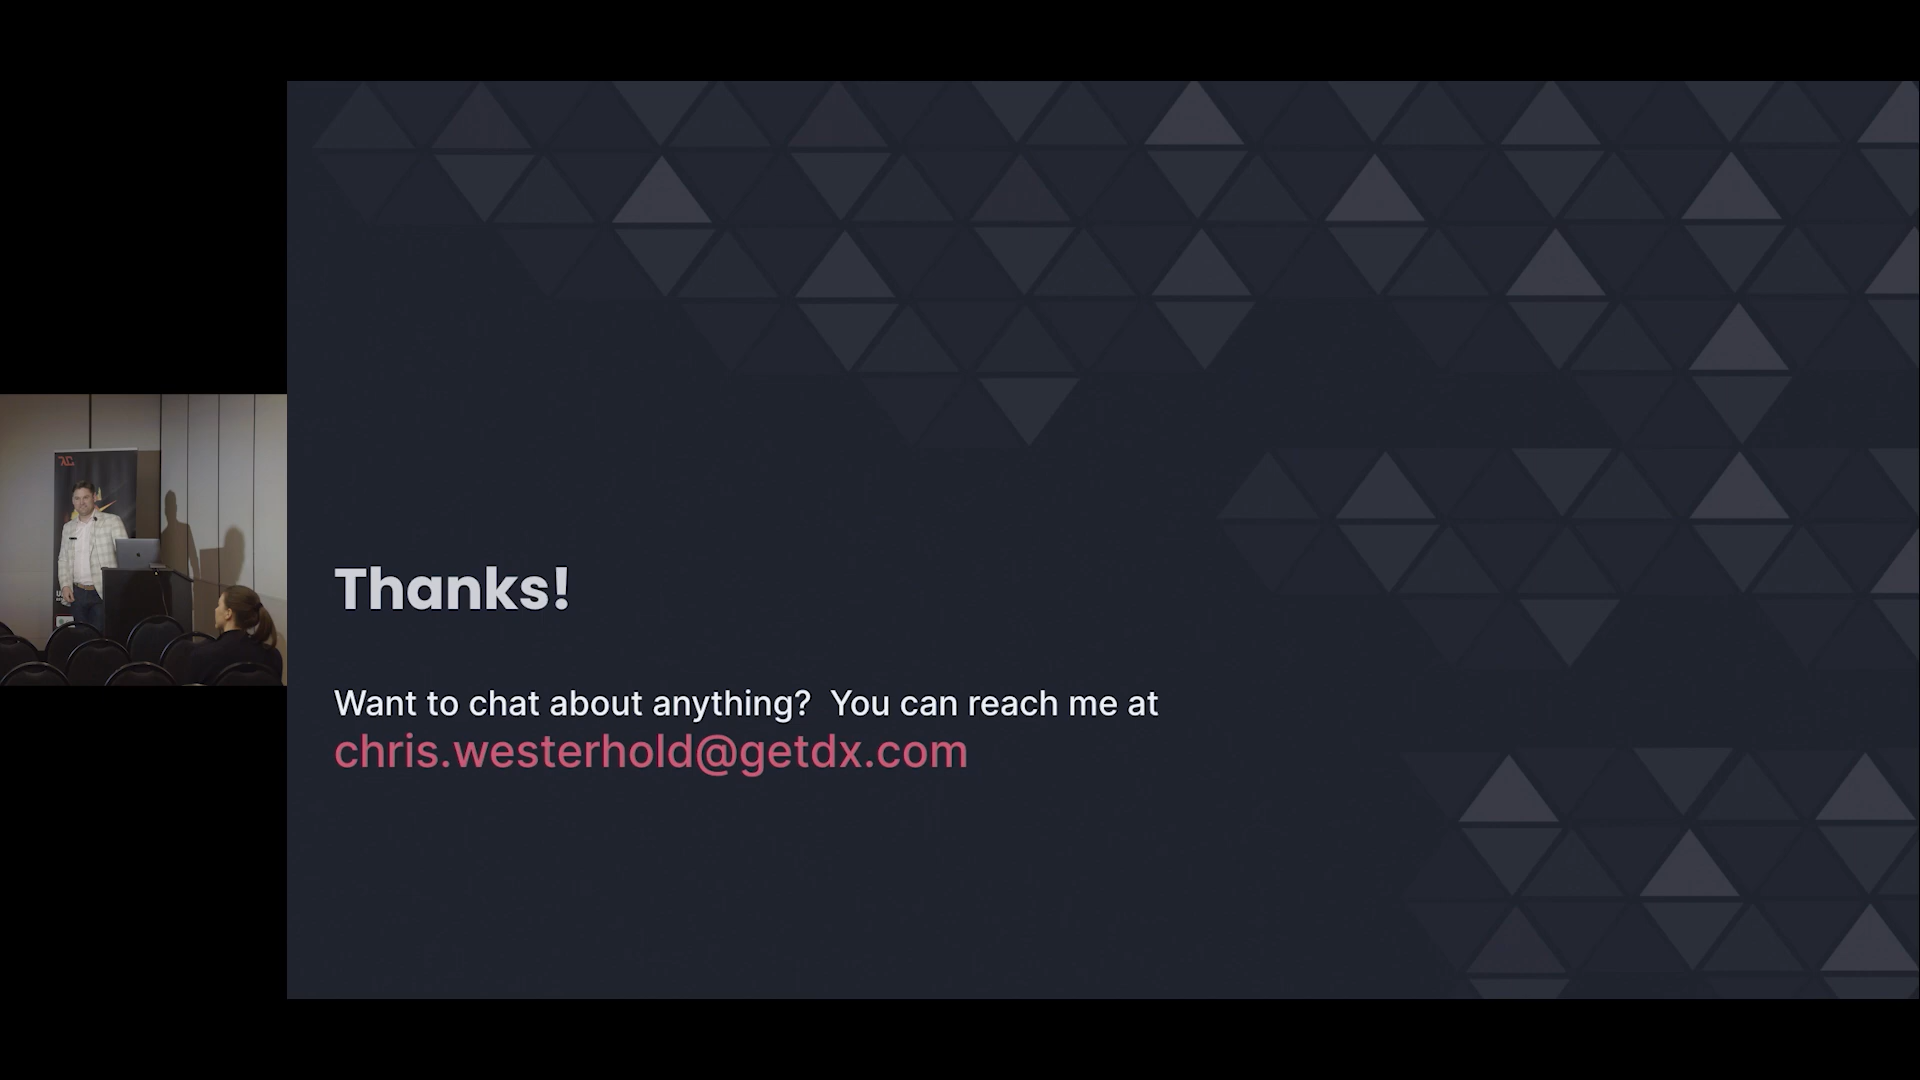 Thanks!
Want to chat about anything?  You can reach me at
chris.westerhold@getdx.com